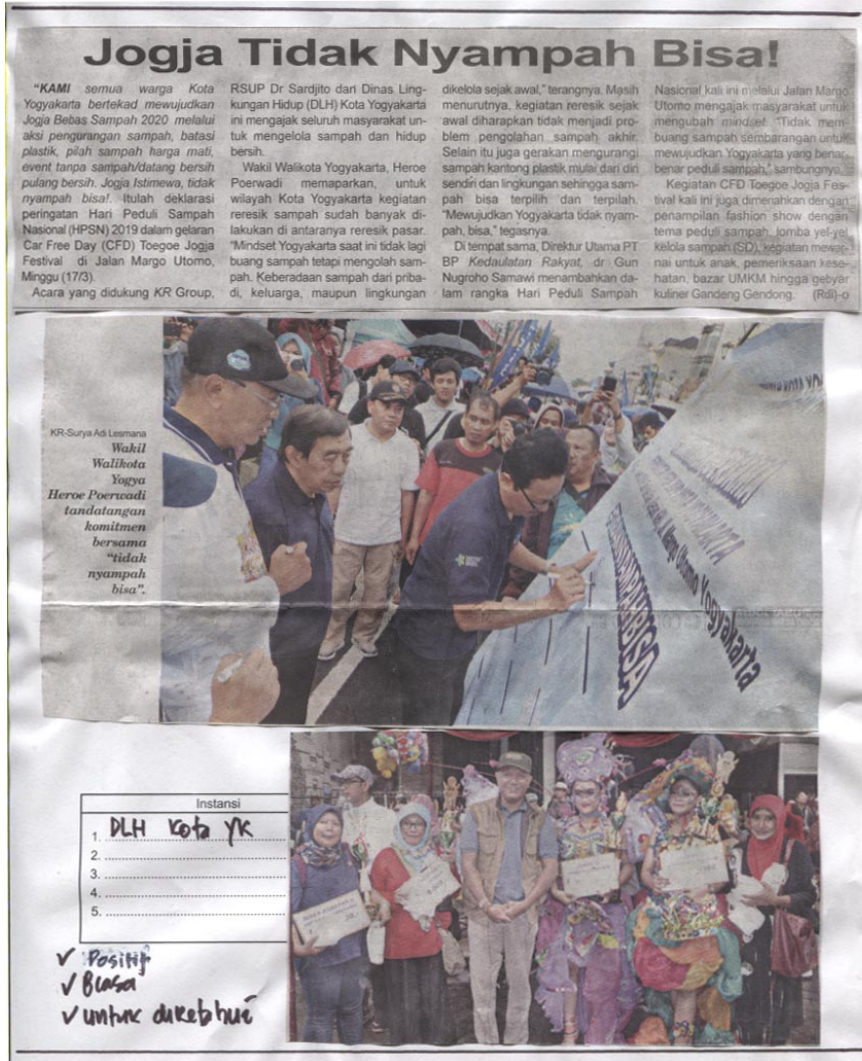 Jogja Tidak Nyampah Bisa!
"KAMI semua warga Kota
Yogyakarta bertekad mewujudkan
Jogja Bebas Sampah 2020 melalui
aksi pengurangan sampah, batasi
plastik, pilah sampah harga mati,
event tanpa sampah/datang bersih
pulang bersih. Jogja Istimewa, tidak
nyampah bisa!. Itulah deklarasi
peringatan Hari Peduli Sampah
Nasional (HPSN) 2019 dalam gelaran
Car Free Day (CFD) Toegoe Jogja
Festival di Jalan Margo Utomo,
Minggu (17/3).
Acara yang didukung KR Group,
RSUP Dr Sardjito dan Dinas Ling-
kungan Hidup (DLH) Kota Yogyakarta
ini mengajak seluruh masyarakat un-
tuk mengelola sampah dan hidup
bersih.
Wakil Walikota Yogyakarta, Heroe
Poerwadi memaparkan, untuk
wilayah Kota Yogyakarta kegiatan
reresik sampah sudah banyak di-
lakukan di antaranya reresik pasar.
"Mindset Yogyakarta saat ini tidak lagi
buang sampah tetapi mengolah sam-
pah. Keberadaan sampah dari priba-
di, keluarga, maupun lingkungan
dikelola sejak awal," terangnya. Masih
menurutnya, kegiatan reresik sejak
awal diharapkan tidak menjadi pro-
blem pengolahan sampah akhir.
Selain itu juga gerakan mengurangi
sampah kantong plastik mulai dari diri
sendiri dan lingkungan sehingga sam-
pah bisa terpilih dan terpilah.
"Mewujudkan Yogyakarta tidak nyam-
pah, bisa," tegasnya.
Di tempat sama, Direktur Utama PT
BP Kedaulatan Rakyat, dr Gun
Nugroho Samawi menambahkan da-
lam rangka Hari Peduli Sampah
Nasional kali ini melalui Jalan Margo
Utomo mengajak masyarakat untuk
mengubah mindset. "Tidak mem-
buang sampah sembarangan untuk
mewujudkan Yogyakarta yang benar-
benar peduli sampah," sambungnya.
Kegiatan CFD Toegoe Jogja Fes-
tival kali ini juga dimeriahkan dengan
penampilan fashion show dengan
tema peduli sampah, lomba yel-yel
kelola sampah (SD), kegiatan mewar-
nai untuk anak, pemeriksaan kese-
hatan, bazar UMKM hingga gebyar
kuliner Gandeng Gendong. (Rdi)-o
KR-Surya Adi Lesmana
Wakil
Walikota
Yogya
Heroe Poerwadi
tandatangan
komitmen
bersama
"tidak
nyampah
bisa".
Margo Utomo Yogyakarta
Instansi
1. DLH Kota YK
2.
3.
4.
5.
✓ Positif
✓ Biasa
✓ untuk diketahui